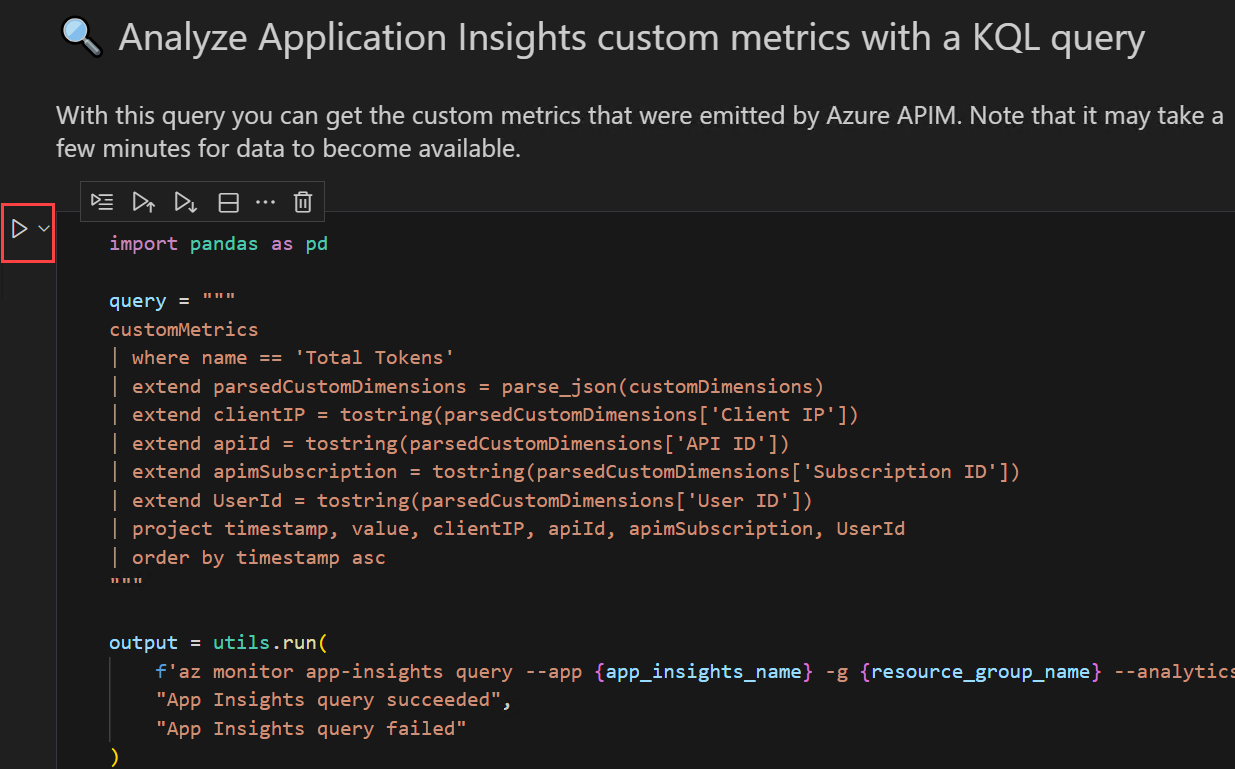 Analyze Application Insights custom metrics with a KQL query
With this query you can get the custom metrics that were emitted by Azure APIM. Note that it may take a
few minutes for data to become available.
import pandas as pd
query = """
customMetrics
| where name == 'Total Tokens'
| extend parsedCustomDimensions = parse_json(customDimensions)
| extend clientIP = tostring(parsedCustomDimensions['Client IP'])
| extend apiId = tostring(parsedCustomDimensions['API ID'])
| extend apimSubscription = tostring(parsedCustomDimensions['Subscription ID'])
| extend UserId = tostring(parsedCustomDimensions['User ID'])
| project timestamp, value, clientIP, apiId, apimSubscription, UserId
| order by timestamp asc
"""
output = utils.run(
f'az monitor app-insights query --app {app_insights_name} -g {resource_group_name} --analytics
"App Insights query succeeded",
"App Insights query failed"
)